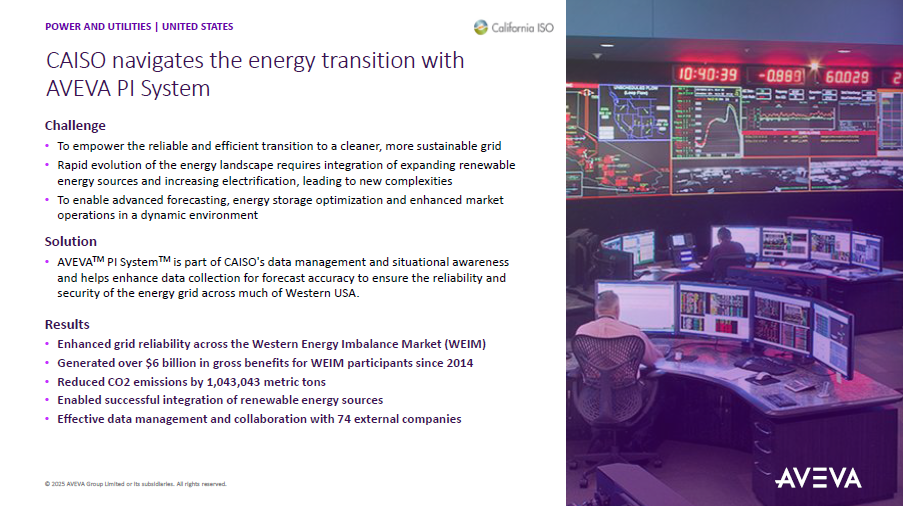 POWER AND UTILITIES | UNITED STATES
California ISO
CAISO navigates the energy transition with
AVEVA PI System
Challenge
• To empower the reliable and efficient transition to a cleaner, more sustainable grid
• Rapid evolution of the energy landscape requires integration of expanding renewable
energy sources and increasing electrification, leading to new complexities
• To enable advanced forecasting, energy storage optimization and enhanced market
operations in a dynamic environment
Solution
• AVEVA™ PI System™ is part of CAISO's data management and situational awareness
and helps enhance data collection for forecast accuracy to ensure the reliability and
security of the energy grid across much of Western USA.
Results
• Enhanced grid reliability across the Western Energy Imbalance Market (WEIM)
• Generated over $6 billion in gross benefits for WEIM participants since 2014
• Reduced CO2 emissions by 1,043,043 metric tons
• Enabled successful integration of renewable energy sources
• Effective data management and collaboration with 74 external companies
© 2025 AVEVA Group Limited or its subsidiaries. All rights reserved.
10:40:39 -0.889 60.029 2
UNSCHEDULED FLOW
AVEVA